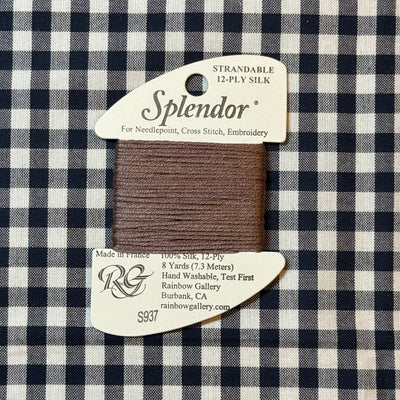 STRANDABLE
12-PLY SILK
Splendor®
For Needlepoint, Cross Stitch, Embroidery
Made in France
100% Silk, 12-Ply
8 Yards (7.3 Meters)
Hand Washable, Test First
Rainbow Gallery
Burbank, CA
rainbowgallery.com
RG
S937